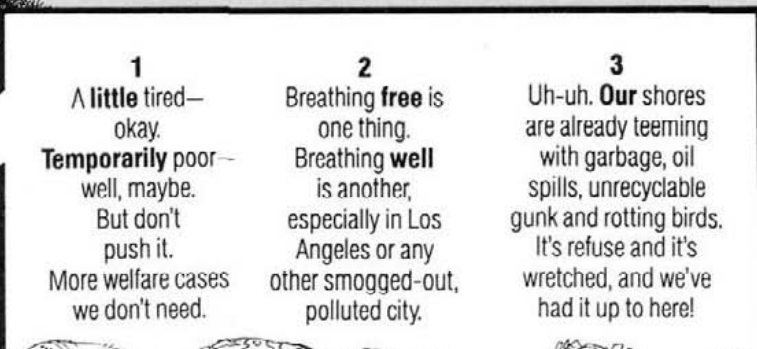 1
A little tired—
okay.
Temporarily poor—
well, maybe.
But don't
push it.
More welfare cases
we don't need.
2
Breathing free is
one thing.
Breathing well
is another,
especially in Los
Angeles or any
other smogged-out,
polluted city.
3
Uh-uh. Our shores
are already teeming
with garbage, oil
spills, unrecyclable
gunk and rotting birds.
It's refuse and it's
wretched, and we've
had it up to here!